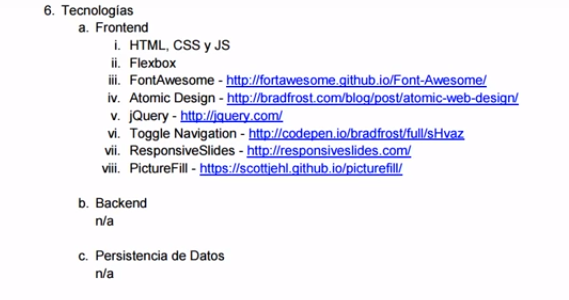 6. Tecnologías
a. Frontend
i. HTML, CSS y JS
ii. Flexbox
iii. FontAwesome - http://fortawesome.github.io/Font-Awesome/
iv. Atomic Design - http://bradfrost.com/blog/post/atomic-web-design/
v. jQuery - http://jquery.com/
vi. Toggle Navigation - http://codepen.io/bradfrost/full/sHvaz
vii. ResponsiveSlides - http://responsiveslides.com/
viii. PictureFill - https://scottjehl.github.io/picturefill/
b. Backend
n/a
c. Persistencia de Datos
n/a